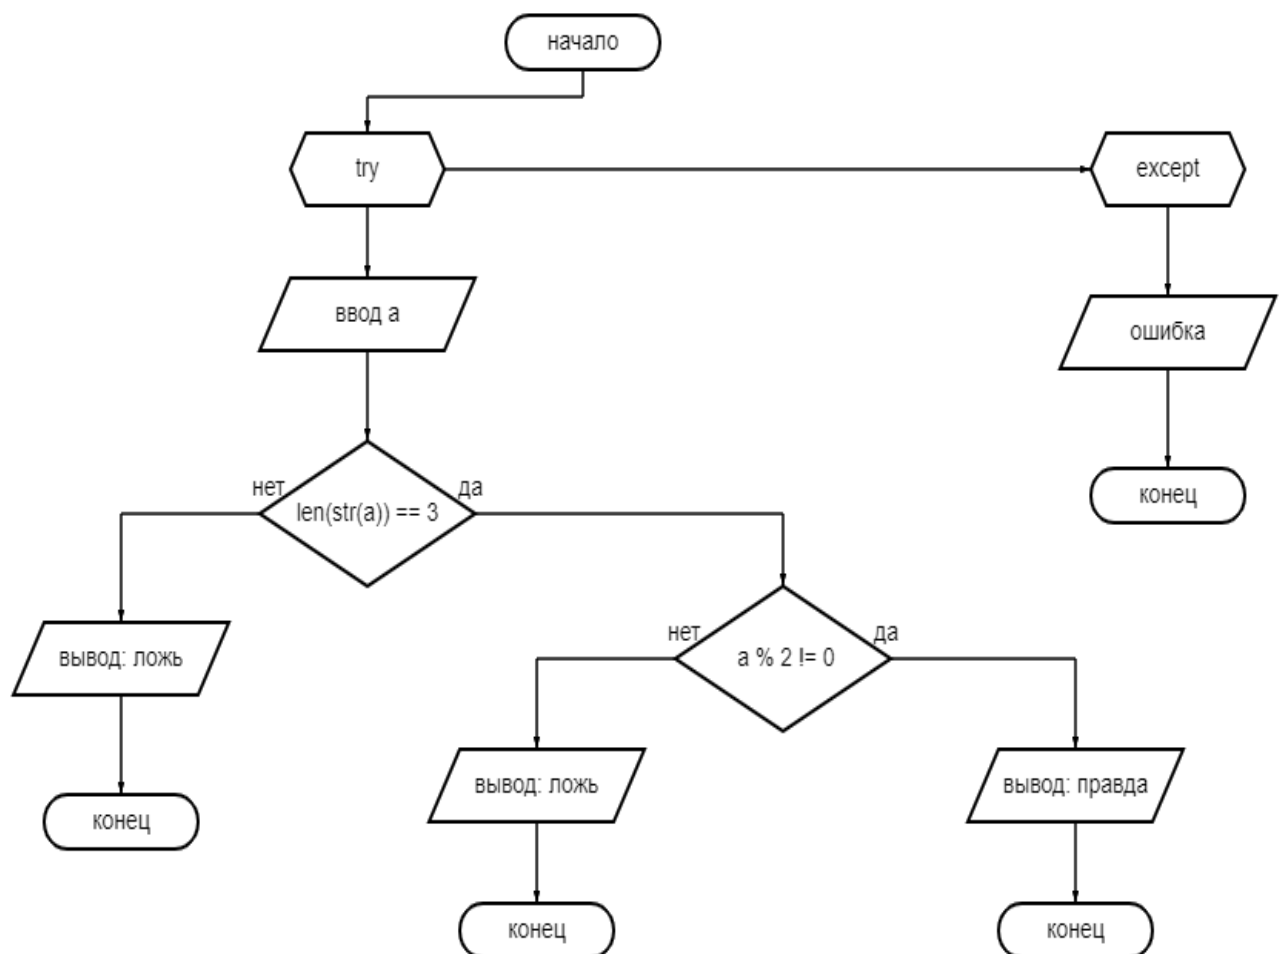 начало
try
except
ввод a
ошибка
нет
да
len(str(a)) == 3
конец
нет
да
вывод: ложь
a % 2 != 0
вывод: ложь
вывод: правда
конец
конец
конец